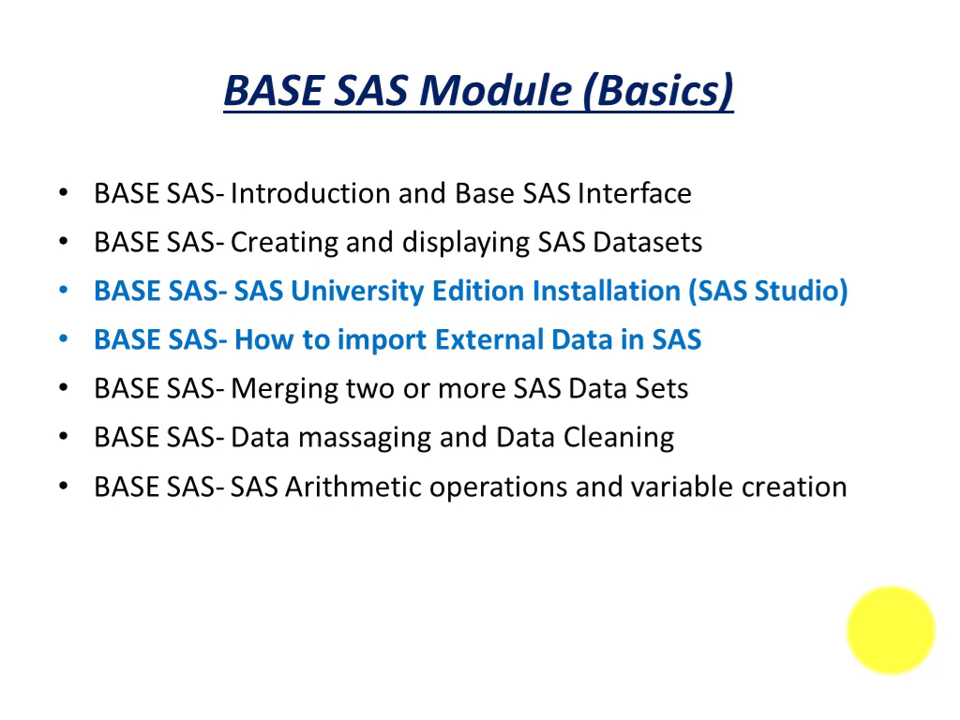 BASE SAS Module (Basics)
• BASE SAS- Introduction and Base SAS Interface
• BASE SAS- Creating and displaying SAS Datasets
• BASE SAS- SAS University Edition Installation (SAS Studio)
• BASE SAS- How to import External Data in SAS
• BASE SAS- Merging two or more SAS Data Sets
• BASE SAS- Data massaging and Data Cleaning
• BASE SAS- SAS Arithmetic operations and variable creation